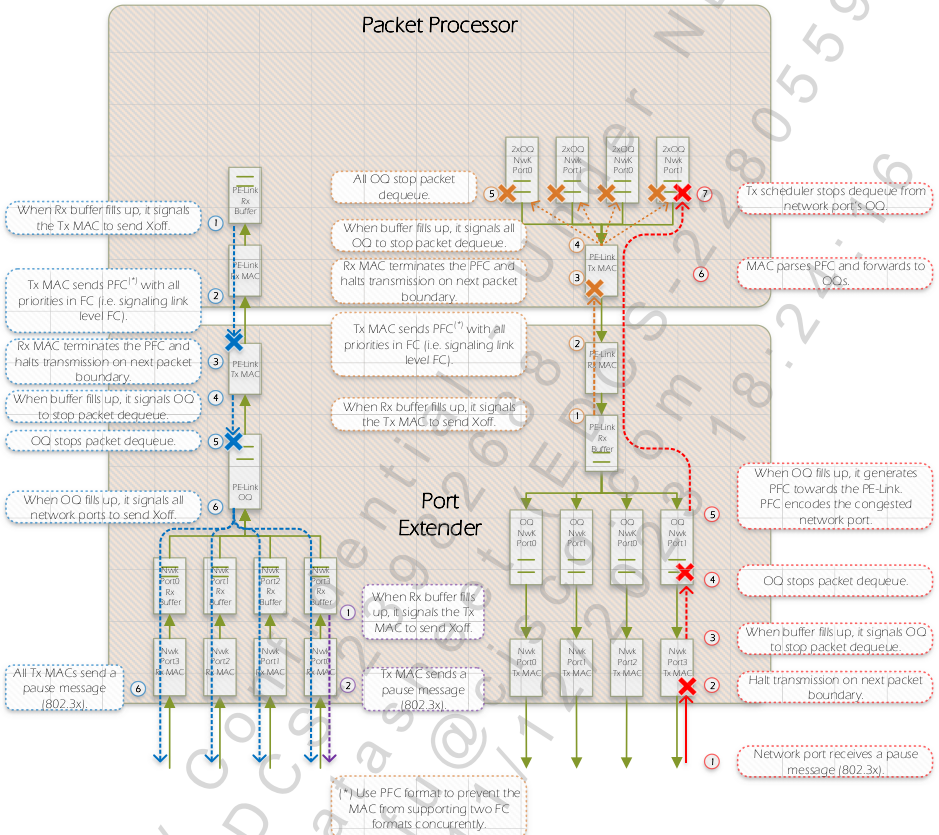 Packet Processor
2xOQ
NwK
Port0
2xOQ
NwK
Port1
2xOQ
NwK
Port0
2xOQ
NwK
Port1
PE-Link
Rx
Buffer
When Rx buffer fills up, it signals
the Tx MAC to send Xoff.
1
All OQ stop packet
dequeue.
5
7
Tx scheduler stops dequeue from
network port's OQ.
When buffer fills up, it signals all
OQ to stop packet dequeue.
4
PE-Link
Rx MAC
PE-Link
Tx MAC
Tx MAC sends PFC(*) with all
priorities in FC (i.e. signaling link
level FC).
2
Rx MAC terminates the PFC and
halts transmission on next packet
boundary.
3
6
MAC parses PFC and forwards to
OQs.
Rx MAC terminates the PFC and
halts transmission on next packet
boundary.
3
PE-Link
Tx MAC
Tx MAC sends PFC(*) with all
priorities in FC (i.e. signaling link
level FC).
2
PE-Link
Rx MAC
When buffer fills up, it signals OQ
to stop packet dequeue.
4
OQ stops packet dequeue.
5
When Rx buffer fills up, it signals
the Tx MAC to send Xoff.
1
PE-Link
Rx
Buffer
PE-Link
OQ
When OQ fills up, it signals all
network ports to send Xoff.
6
Port
Extender
When OQ fills up, it generates
PFC towards the PE-Link.
PFC encodes the congested
network port.
5
OQ
NwK
Port0
OQ
NwK
Port1
OQ
NwK
Port0
OQ
NwK
Port1
4
OQ stops packet dequeue.
Nwk
Port0
Rx
Buffer
Nwk
Port1
Rx
Buffer
Nwk
Port2
Rx
Buffer
Nwk
Port3
Rx
Buffer
1
When Rx buffer fills
up, it signals the Tx
MAC to send Xoff.
3
When buffer fills up, it signals OQ
to stop packet dequeue.
Nwk
Port3
Rx MAC
Nwk
Port2
Rx MAC
Nwk
Port1
Rx MAC
Nwk
Port0
Rx MAC
Nwk
Port0
Tx MAC
Nwk
Port1
Tx MAC
Nwk
Port2
Tx MAC
Nwk
Port3
Tx MAC
All Tx MACs send a
pause message
(802.3x).
6
2
Tx MAC sends a
pause message
(802.3x).
2
Halt transmission on next packet
boundary.
1
Network port receives a pause
message (802.3x).
(*) Use PFC format to prevent the
MAC from supporting two FC
formats concurrently.